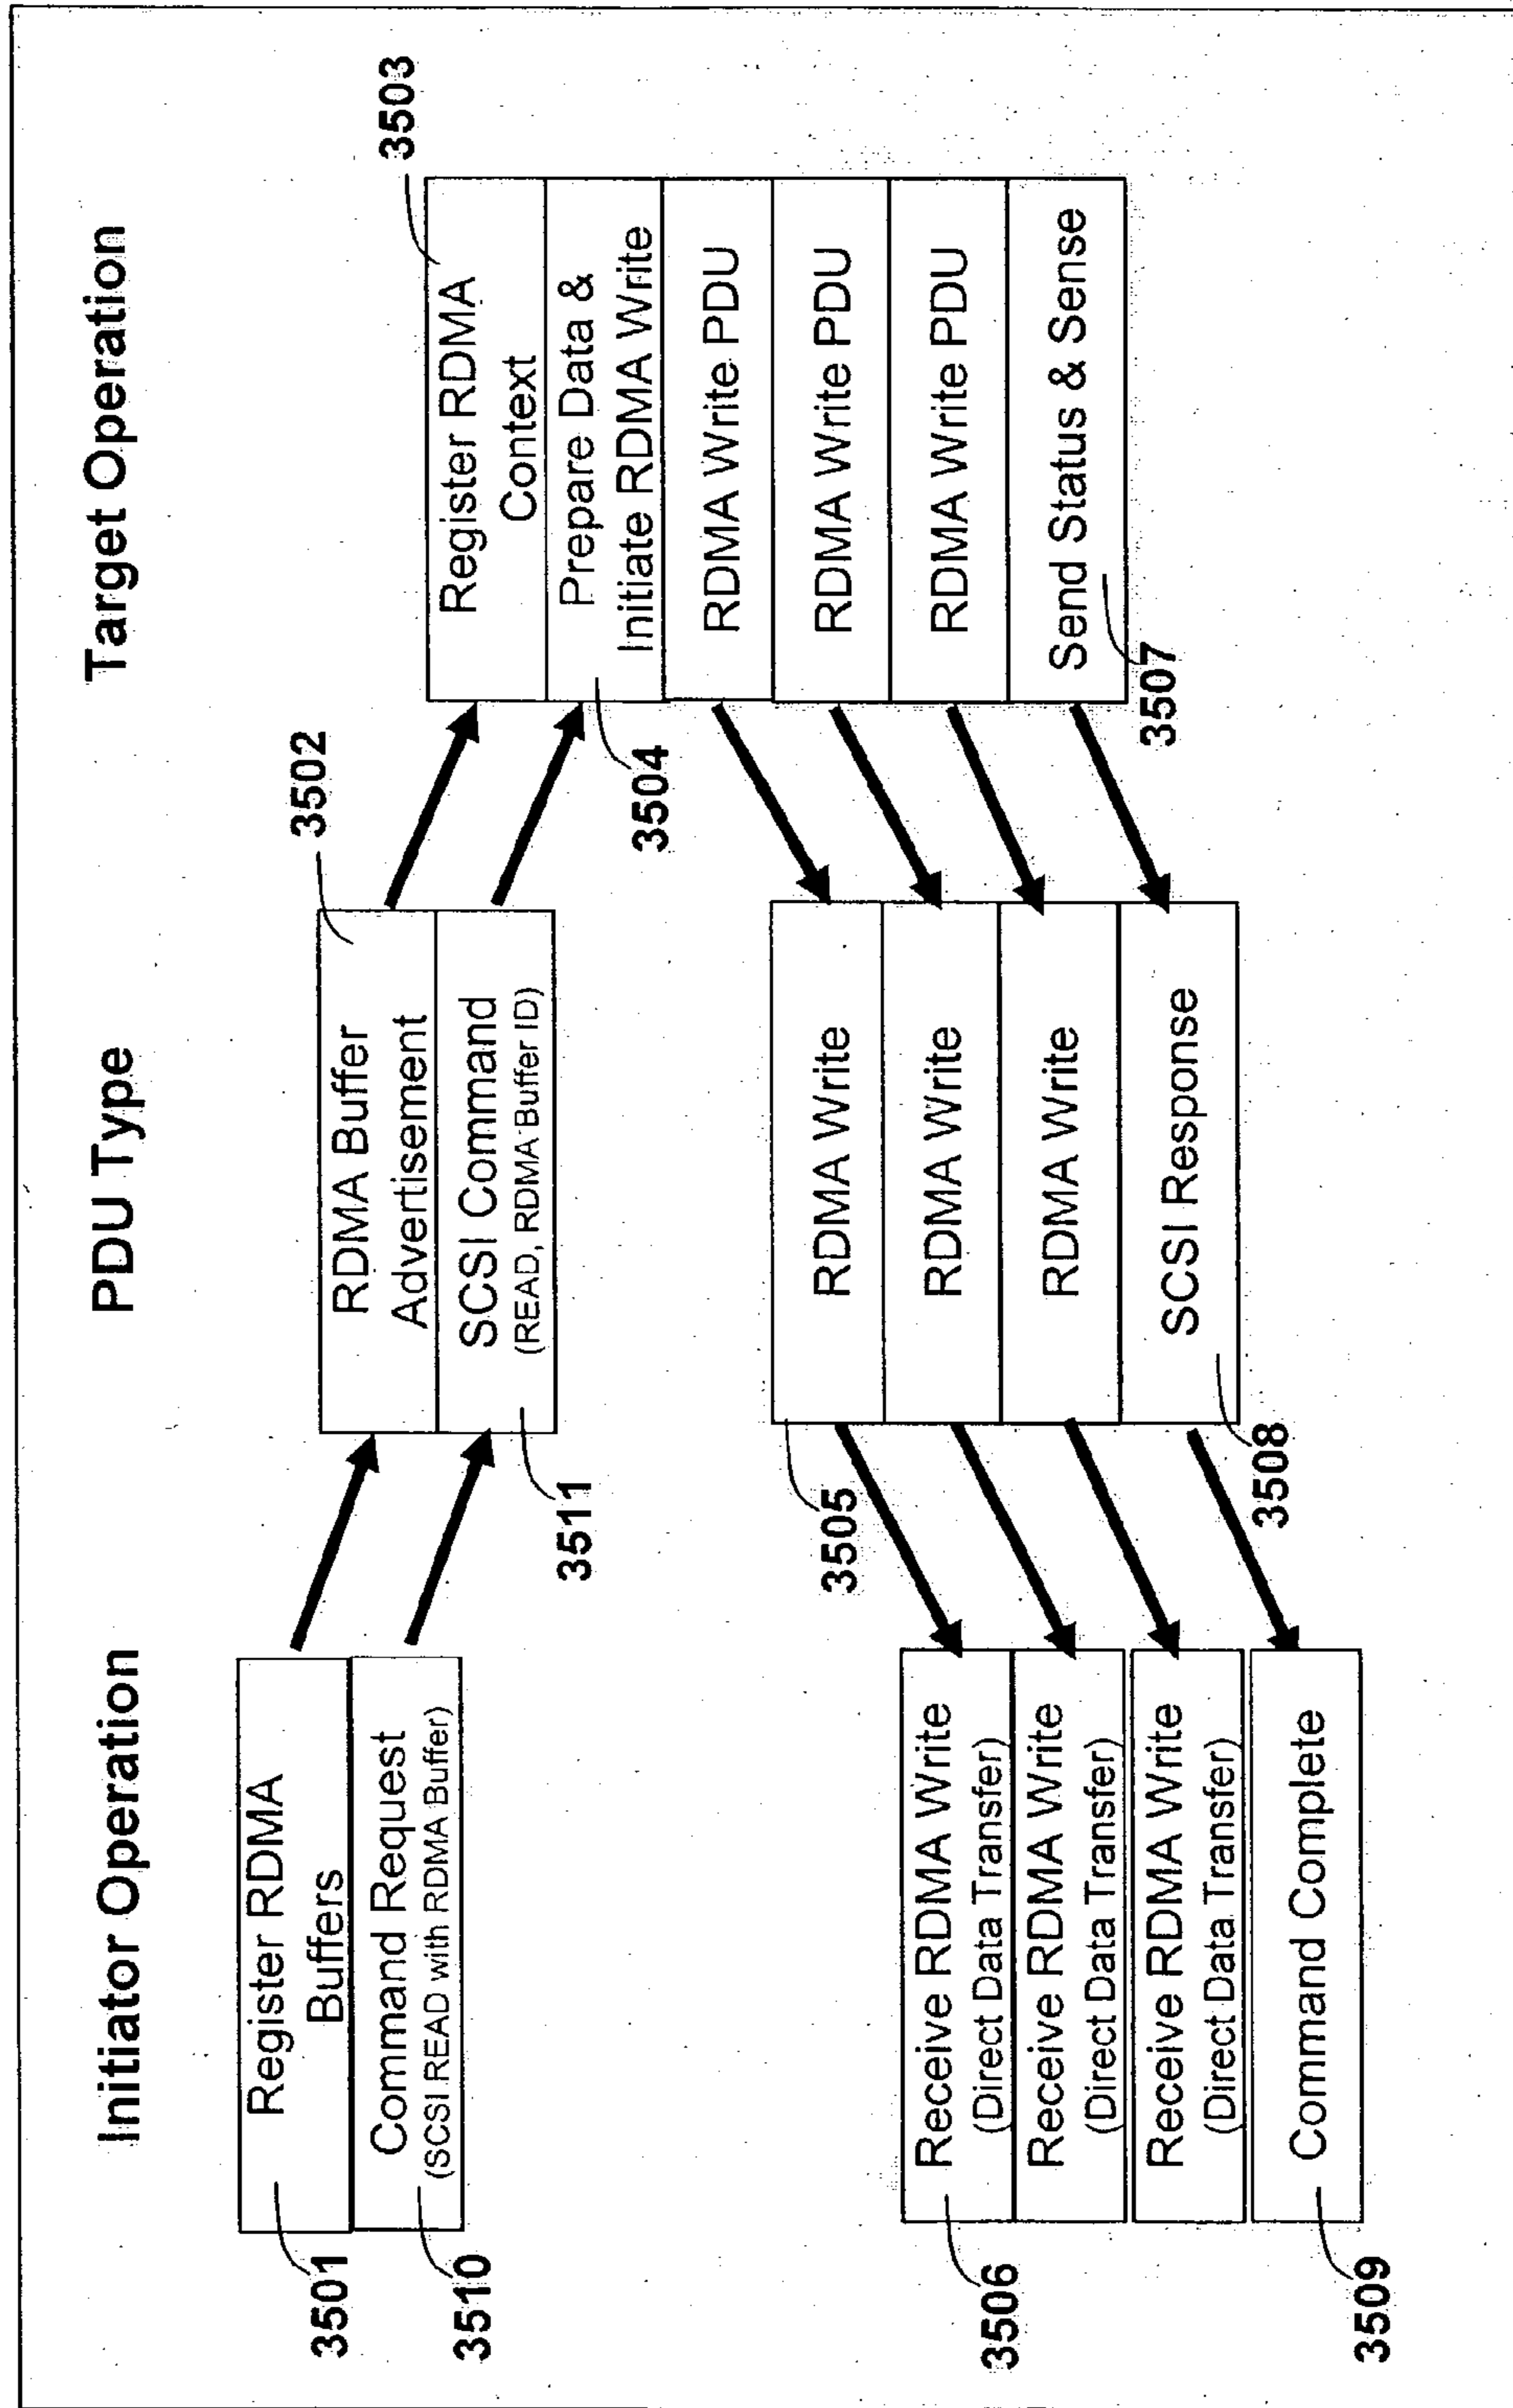 Initiator Operation
PDU Type
Target Operation
3501
Register RDMA
Buffers
3510
Command Request
(SCSI READ with RDMA Buffer)
3502
RDMA Buffer
Advertisement
3511
SCSI Command
(READ, RDMA Buffer ID)
3503
Register RDMA
Context
3504
Prepare Data &
Initiate RDMA Write
RDMA Write PDU
RDMA Write PDU
RDMA Write PDU
3507
Send Status & Sense
3505
RDMA Write
RDMA Write
RDMA Write
3508
SCSI Response
3506
Receive RDMA Write
(Direct Data Transfer)
Receive RDMA Write
(Direct Data Transfer)
Receive RDMA Write
(Direct Data Transfer)
3509
Command Complete